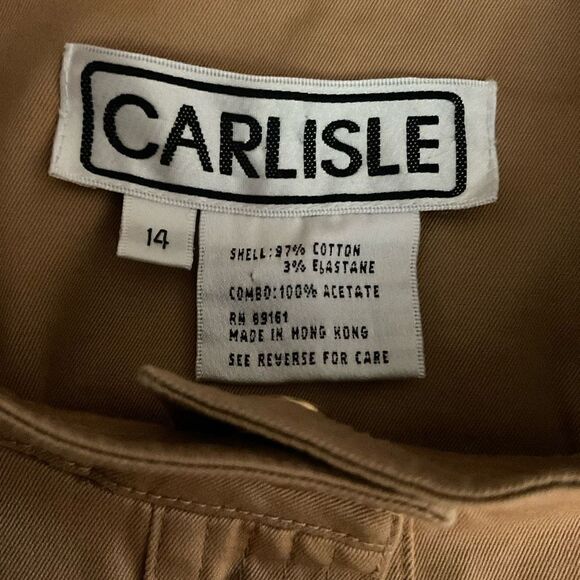 CARLISLE
14
SHELL: 97% COTTON
3% ELASTANE
COMBO: 100% ACETATE
RN 69161
MADE IN HONG KONG
SEE REVERSE FOR CARE